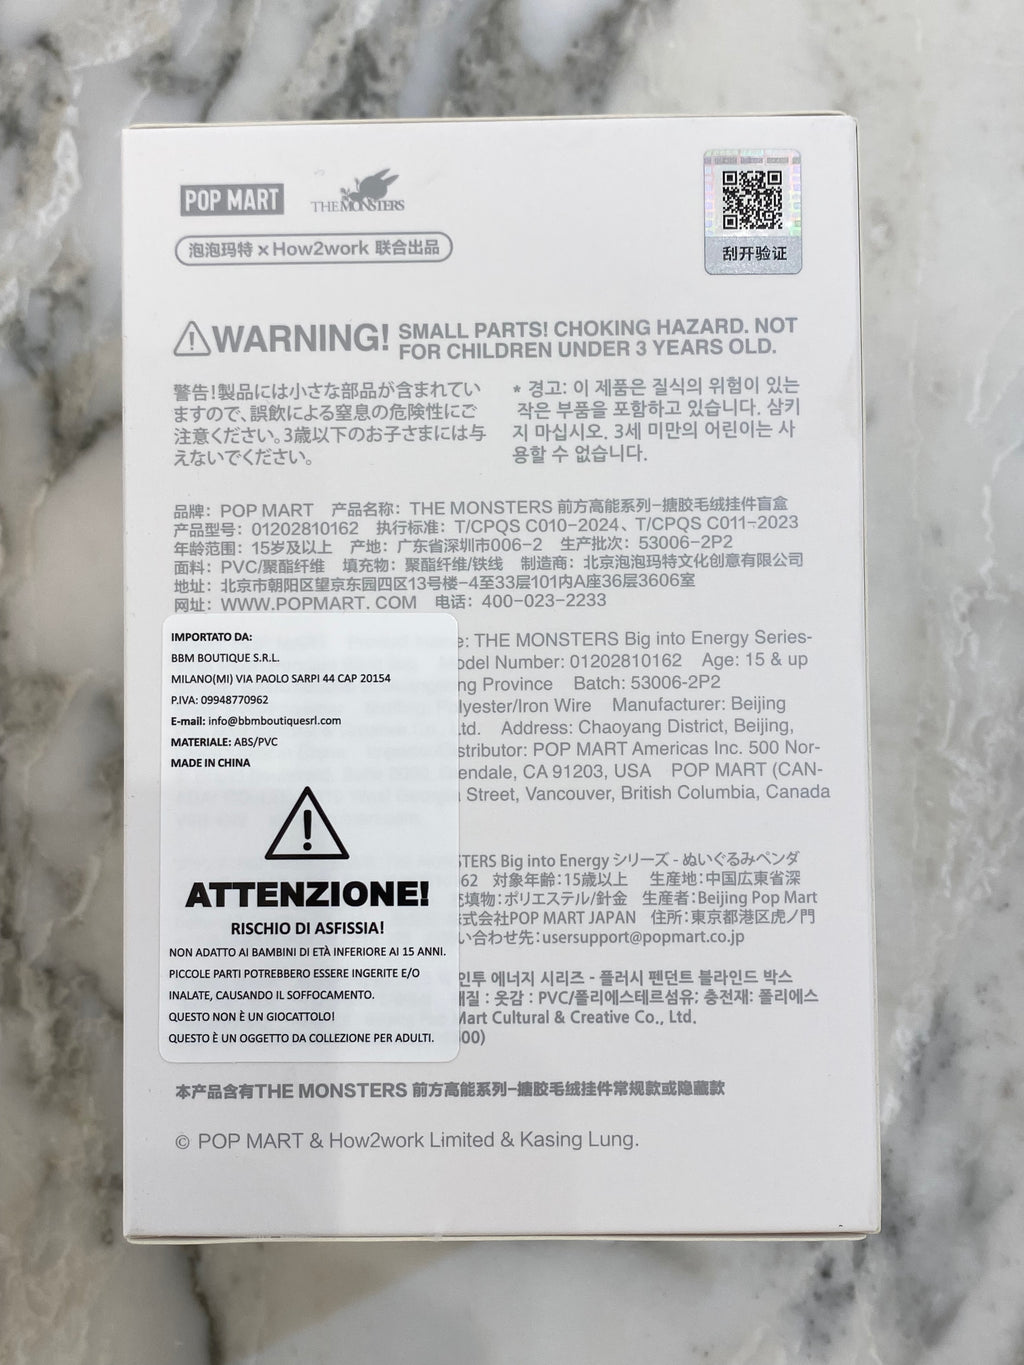 POP MART
THE MONSTERS
泡泡玛特 × How2work 联合出品
刮开验证
WARNING! SMALL PARTS! CHOKING HAZARD. NOT
FOR CHILDREN UNDER 3 YEARS OLD.
警告!製品には小さな部品が含まれてい
ますので、誤飲による窒息の危険性にご
注意ください。3歳以下のお子さまには与
えないでください。
* 경고: 이 제품은 질식의 위험이 있는
작은 부품을 포함하고 있습니다. 삼키
지 마십시오. 3세 미만의 어린이는 사
용할 수 없습니다.
品牌: POP MART 产品名称: THE MONSTERS 前方高能系列-搪胶毛绒挂件盲盒
产品型号: 01202810162 执行标准: T/CPQS C010-2024、T/CPQS C011-2023
年龄范围: 15岁及以上 产地: 广东省深圳市006-2 生产批次: 53006-2P2
面料: PVC/聚酯纤维 填充物: 聚酯纤维/铁线 制造商: 北京泡泡玛特文化创意有限公司
地址: 北京市朝阳区望京东园四区13号楼-4至33层101内A座36层3606室
网址: WWW.POPMART.COM 电话: 400-023-2233
e: THE MONSTERS Big into Energy Series-
odel Number: 01202810162 Age: 15 & up
ng Province Batch: 53006-2P2
lyester/Iron Wire Manufacturer: Beijing
Ltd. Address: Chaoyang District, Beijing,
stributor: POP MART Americas Inc. 500 Nor-
endale, CA 91203, USA POP MART (CAN-
Street, Vancouver, British Columbia, Canada
STERS Big into Energy シリーズ - ぬいぐるみペンダ
62 対象年齢:15歳以上 生産地:中国広東省深
填物:ポリエステル/針金 生産者:Beijing Pop Mart
式会社POP MART JAPAN 住所:東京都港区虎ノ門
い合わせ先:usersupport@popmart.co.jp
인투 에너지 시리즈 - 플러시 펜던트 블라인드 박스
재질 : 옷감 : PVC/폴리에스테르섬유; 충전재: 폴리에스
Mart Cultural & Creative Co., Ltd.
00)
IMPORTATO DA:
BBM BOUTIQUE S.R.L.
MILANO(MI) VIA PAOLO SARPI 44 CAP 20154
P.IVA: 09948770962
E-mail: info@bbmboutiquesrl.com
MATERIALE: ABS/PVC
MADE IN CHINA
ATTENZIONE!
RISCHIO DI ASFISSIA!
NON ADATTO AI BAMBINI DI ETÀ INFERIORE AI 15 ANNI.
PICCOLE PARTI POTREBBERO ESSERE INGERITE E/O
INALATE, CAUSANDO IL SOFFOCAMENTO.
QUESTO NON È UN GIOCATTOLO!
QUESTO È UN OGGETTO DA COLLEZIONE PER ADULTI.
本产品含有THE MONSTERS 前方高能系列-搪胶毛绒挂件常规款或隐藏款
© POP MART & How2work Limited & Kasing Lung.